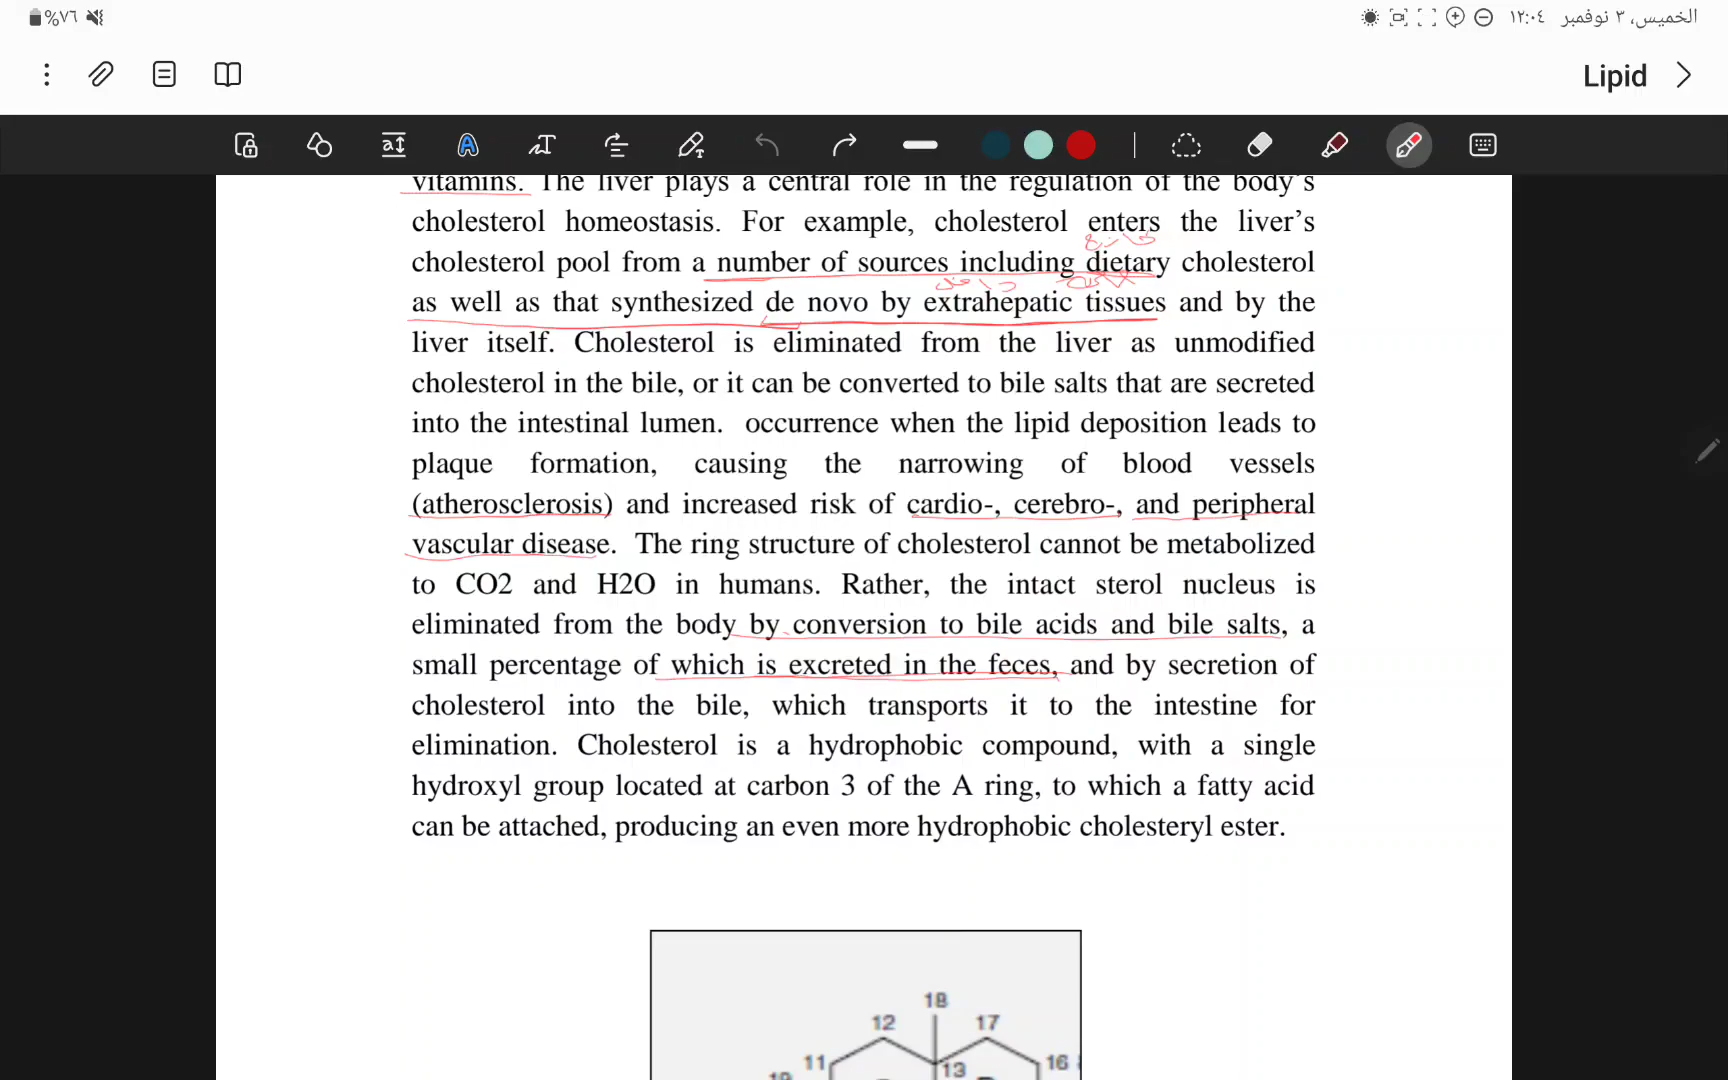 %٧٦
الخميس، ٣ نوفمبر ١٢:٠٤
Lipid
vitamins. The liver plays a central role in the regulation of the body's
cholesterol homeostasis. For example, cholesterol enters the liver's
خارج
cholesterol pool from a number of sources including dietary cholesterol
داخل
as well as that synthesized de novo by extrahepatic tissues and by the
liver itself. Cholesterol is eliminated from the liver as unmodified
cholesterol in the bile, or it can be converted to bile salts that are secreted
into the intestinal lumen. occurrence when the lipid deposition leads to
plaque formation, causing the narrowing of blood vessels
(atherosclerosis) and increased risk of cardio-, cerebro-, and peripheral
vascular disease. The ring structure of cholesterol cannot be metabolized
to CO2 and H2O in humans. Rather, the intact sterol nucleus is
eliminated from the body by conversion to bile acids and bile salts, a
small percentage of which is excreted in the feces, and by secretion of
cholesterol into the bile, which transports it to the intestine for
elimination. Cholesterol is a hydrophobic compound, with a single
hydroxyl group located at carbon 3 of the A ring, to which a fatty acid
can be attached, producing an even more hydrophobic cholesteryl ester.
18
12 17
11 13 16